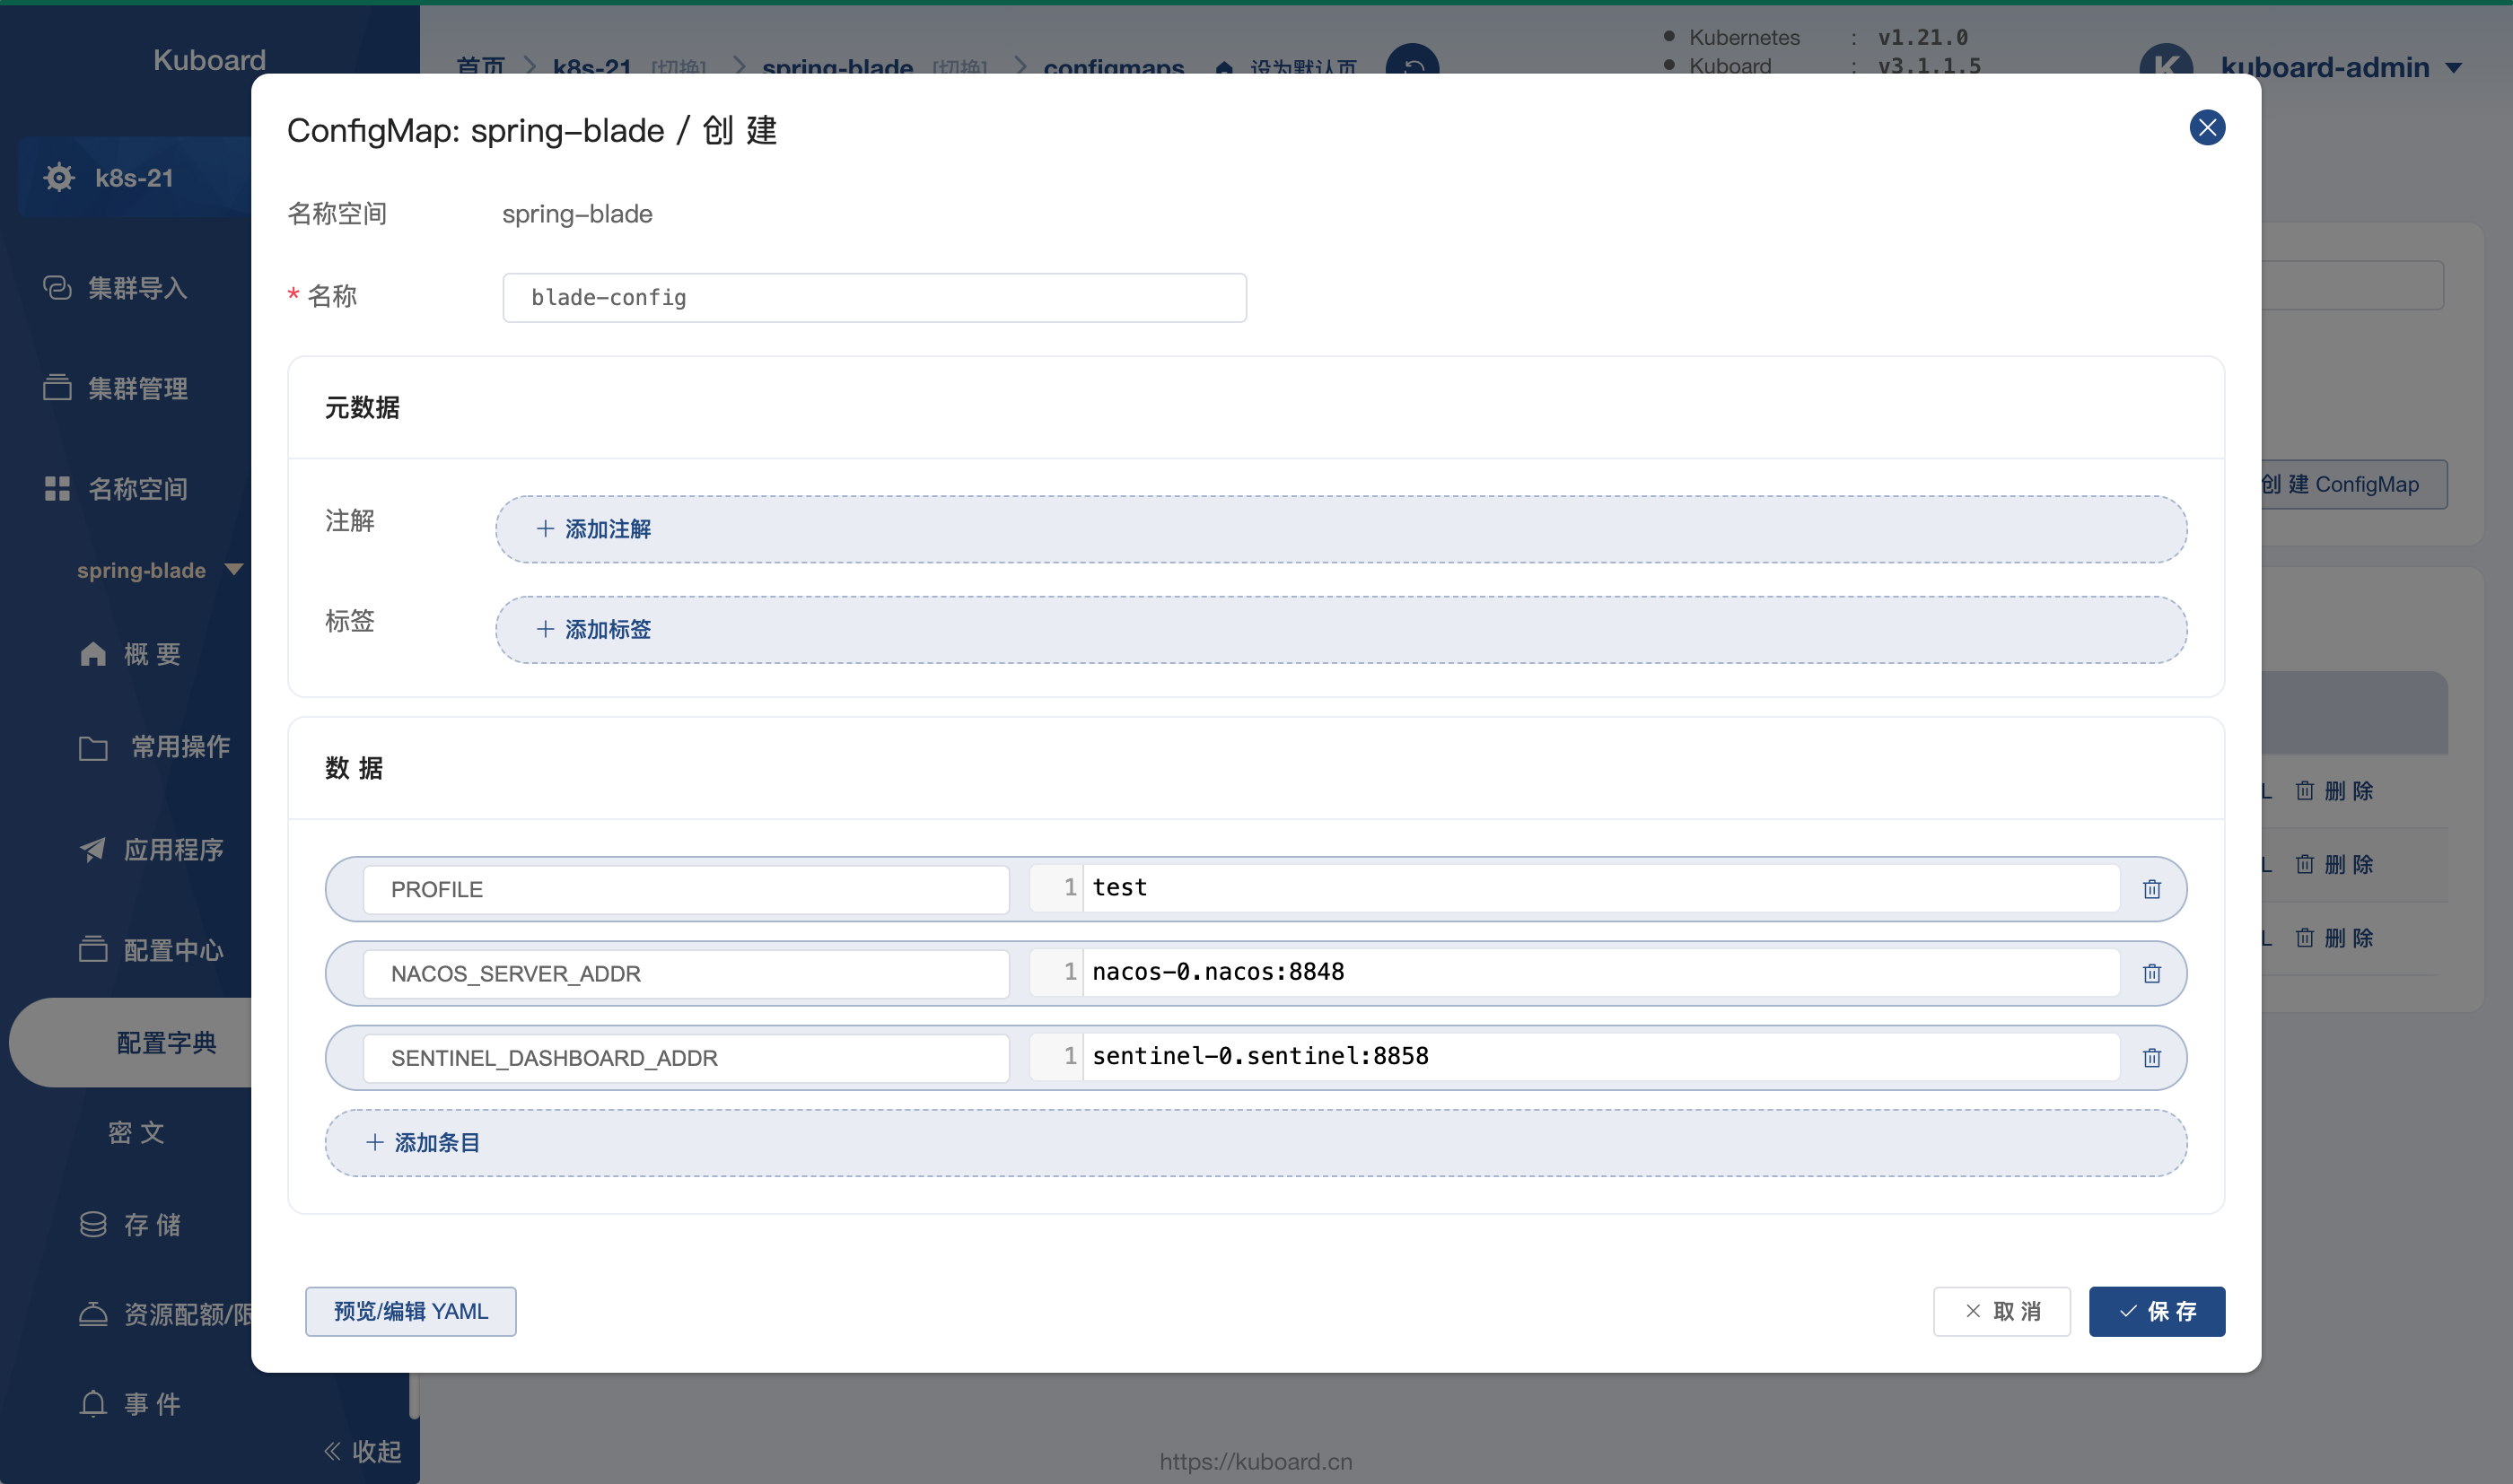 Kuboard
首页 k8s-21 [切换] spring-blade [切换] configmaps 设为默认页
Kubernetes : v1.21.0
Kuboard : v3.1.1.5
K kuboard-admin
k8s-21
集群导入
集群管理
名称空间
spring-blade
概 要
常用操作
应用程序
配置中心
配置字典
密 文
存 储
资源配额/限
事 件
收起
ConfigMap: spring-blade / 创 建
名称空间 spring-blade
* 名称 blade-config
元数据
注解 添加注解
标签 添加标签
数 据
PROFILE 1 test
NACOS_SERVER_ADDR 1 nacos-0.nacos:8848
SENTINEL_DASHBOARD_ADDR 1 sentinel-0.sentinel:8858
添加条目
预览/编辑 YAML 取 消 保 存
创 建 ConfigMap
L 删 除
L 删 除
L 删 除
https://kuboard.cn